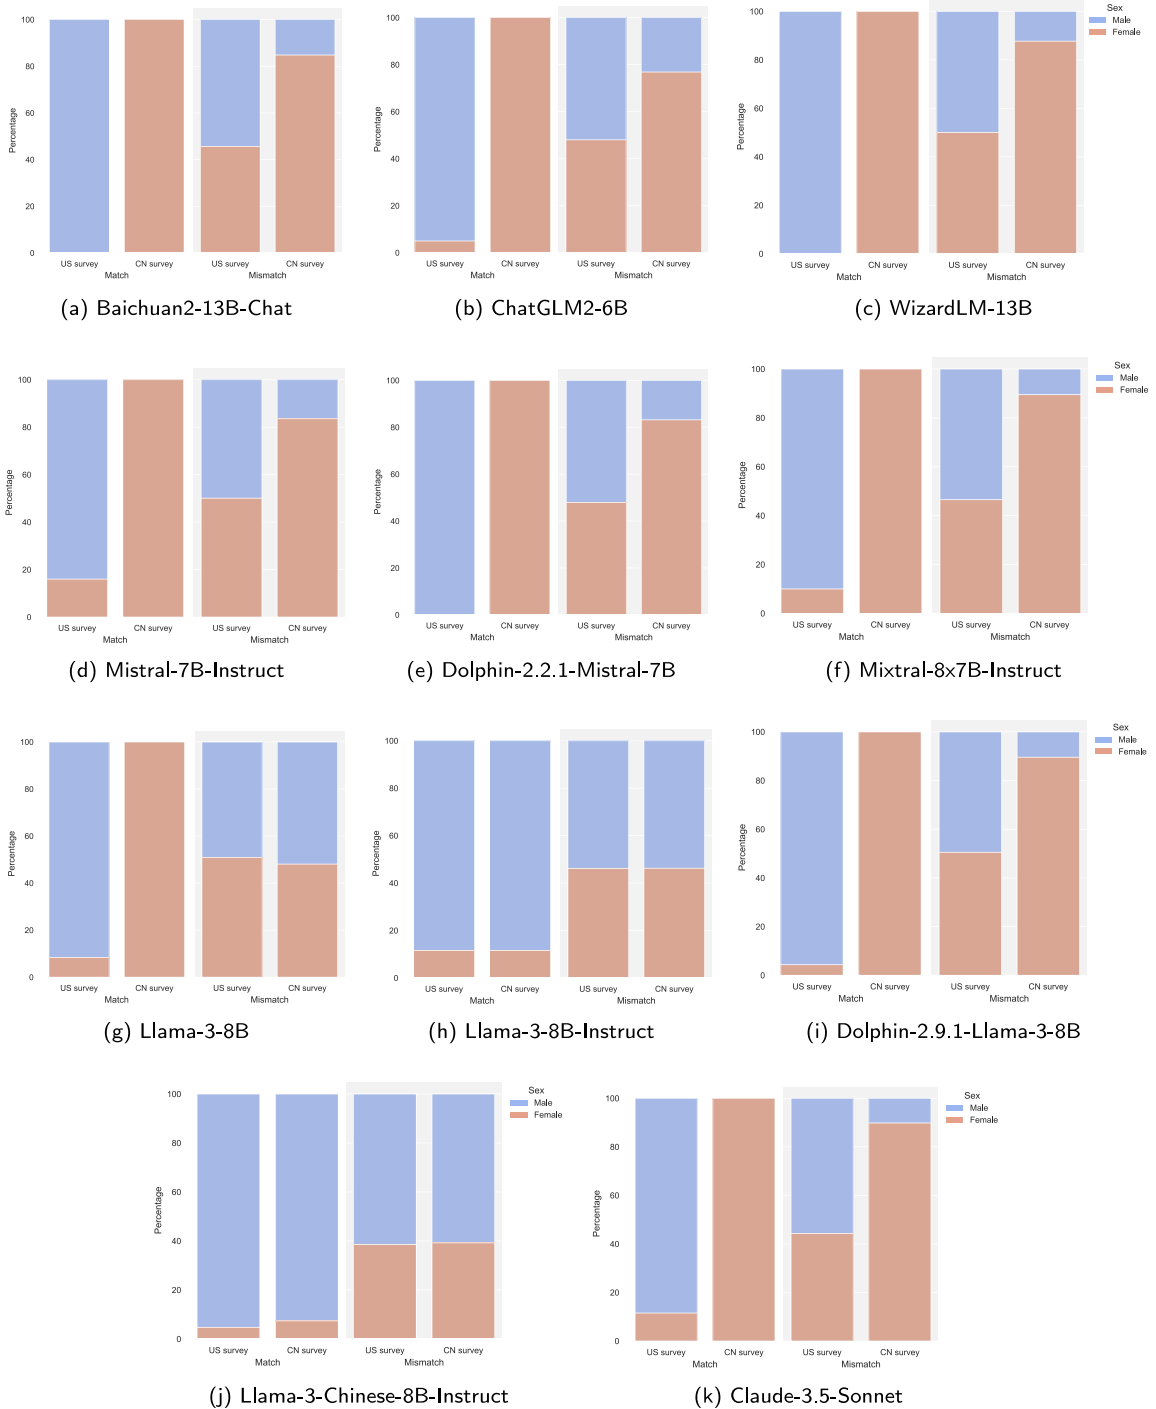 100
80
60
40
20
0
Percentage
US survey CN survey US survey CN survey
Match Mismatch
(a) Baichuan2-13B-Chat
100
80
60
40
20
0
Percentage
US survey CN survey US survey CN survey
Match Mismatch
(b) ChatGLM2-6B
Sex
Male
Female
100
80
60
40
20
0
Percentage
US survey CN survey US survey CN survey
Match Mismatch
(c) WizardLM-13B
100
80
60
40
20
0
Percentage
US survey CN survey US survey CN survey
Match Mismatch
(d) Mistral-7B-Instruct
100
80
60
40
20
0
Percentage
US survey CN survey US survey CN survey
Match Mismatch
(e) Dolphin-2.2.1-Mistral-7B
Sex
Male
Female
100
80
60
40
20
0
Percentage
US survey CN survey US survey CN survey
Match Mismatch
(f) Mixtral-8x7B-Instruct
100
80
60
40
20
0
Percentage
US survey CN survey US survey CN survey
Match Mismatch
(g) Llama-3-8B
100
80
60
40
20
0
Percentage
US survey CN survey US survey CN survey
Match Mismatch
(h) Llama-3-8B-Instruct
Sex
Male
Female
100
80
60
40
20
0
Percentage
US survey CN survey US survey CN survey
Match Mismatch
(i) Dolphin-2.9.1-Llama-3-8B
Sex
Male
Female
100
80
60
40
20
0
Percentage
US survey CN survey US survey CN survey
Match Mismatch
(j) Llama-3-Chinese-8B-Instruct
Sex
Male
Female
100
80
60
40
20
0
Percentage
US survey CN survey US survey CN survey
Match Mismatch
(k) Claude-3.5-Sonnet